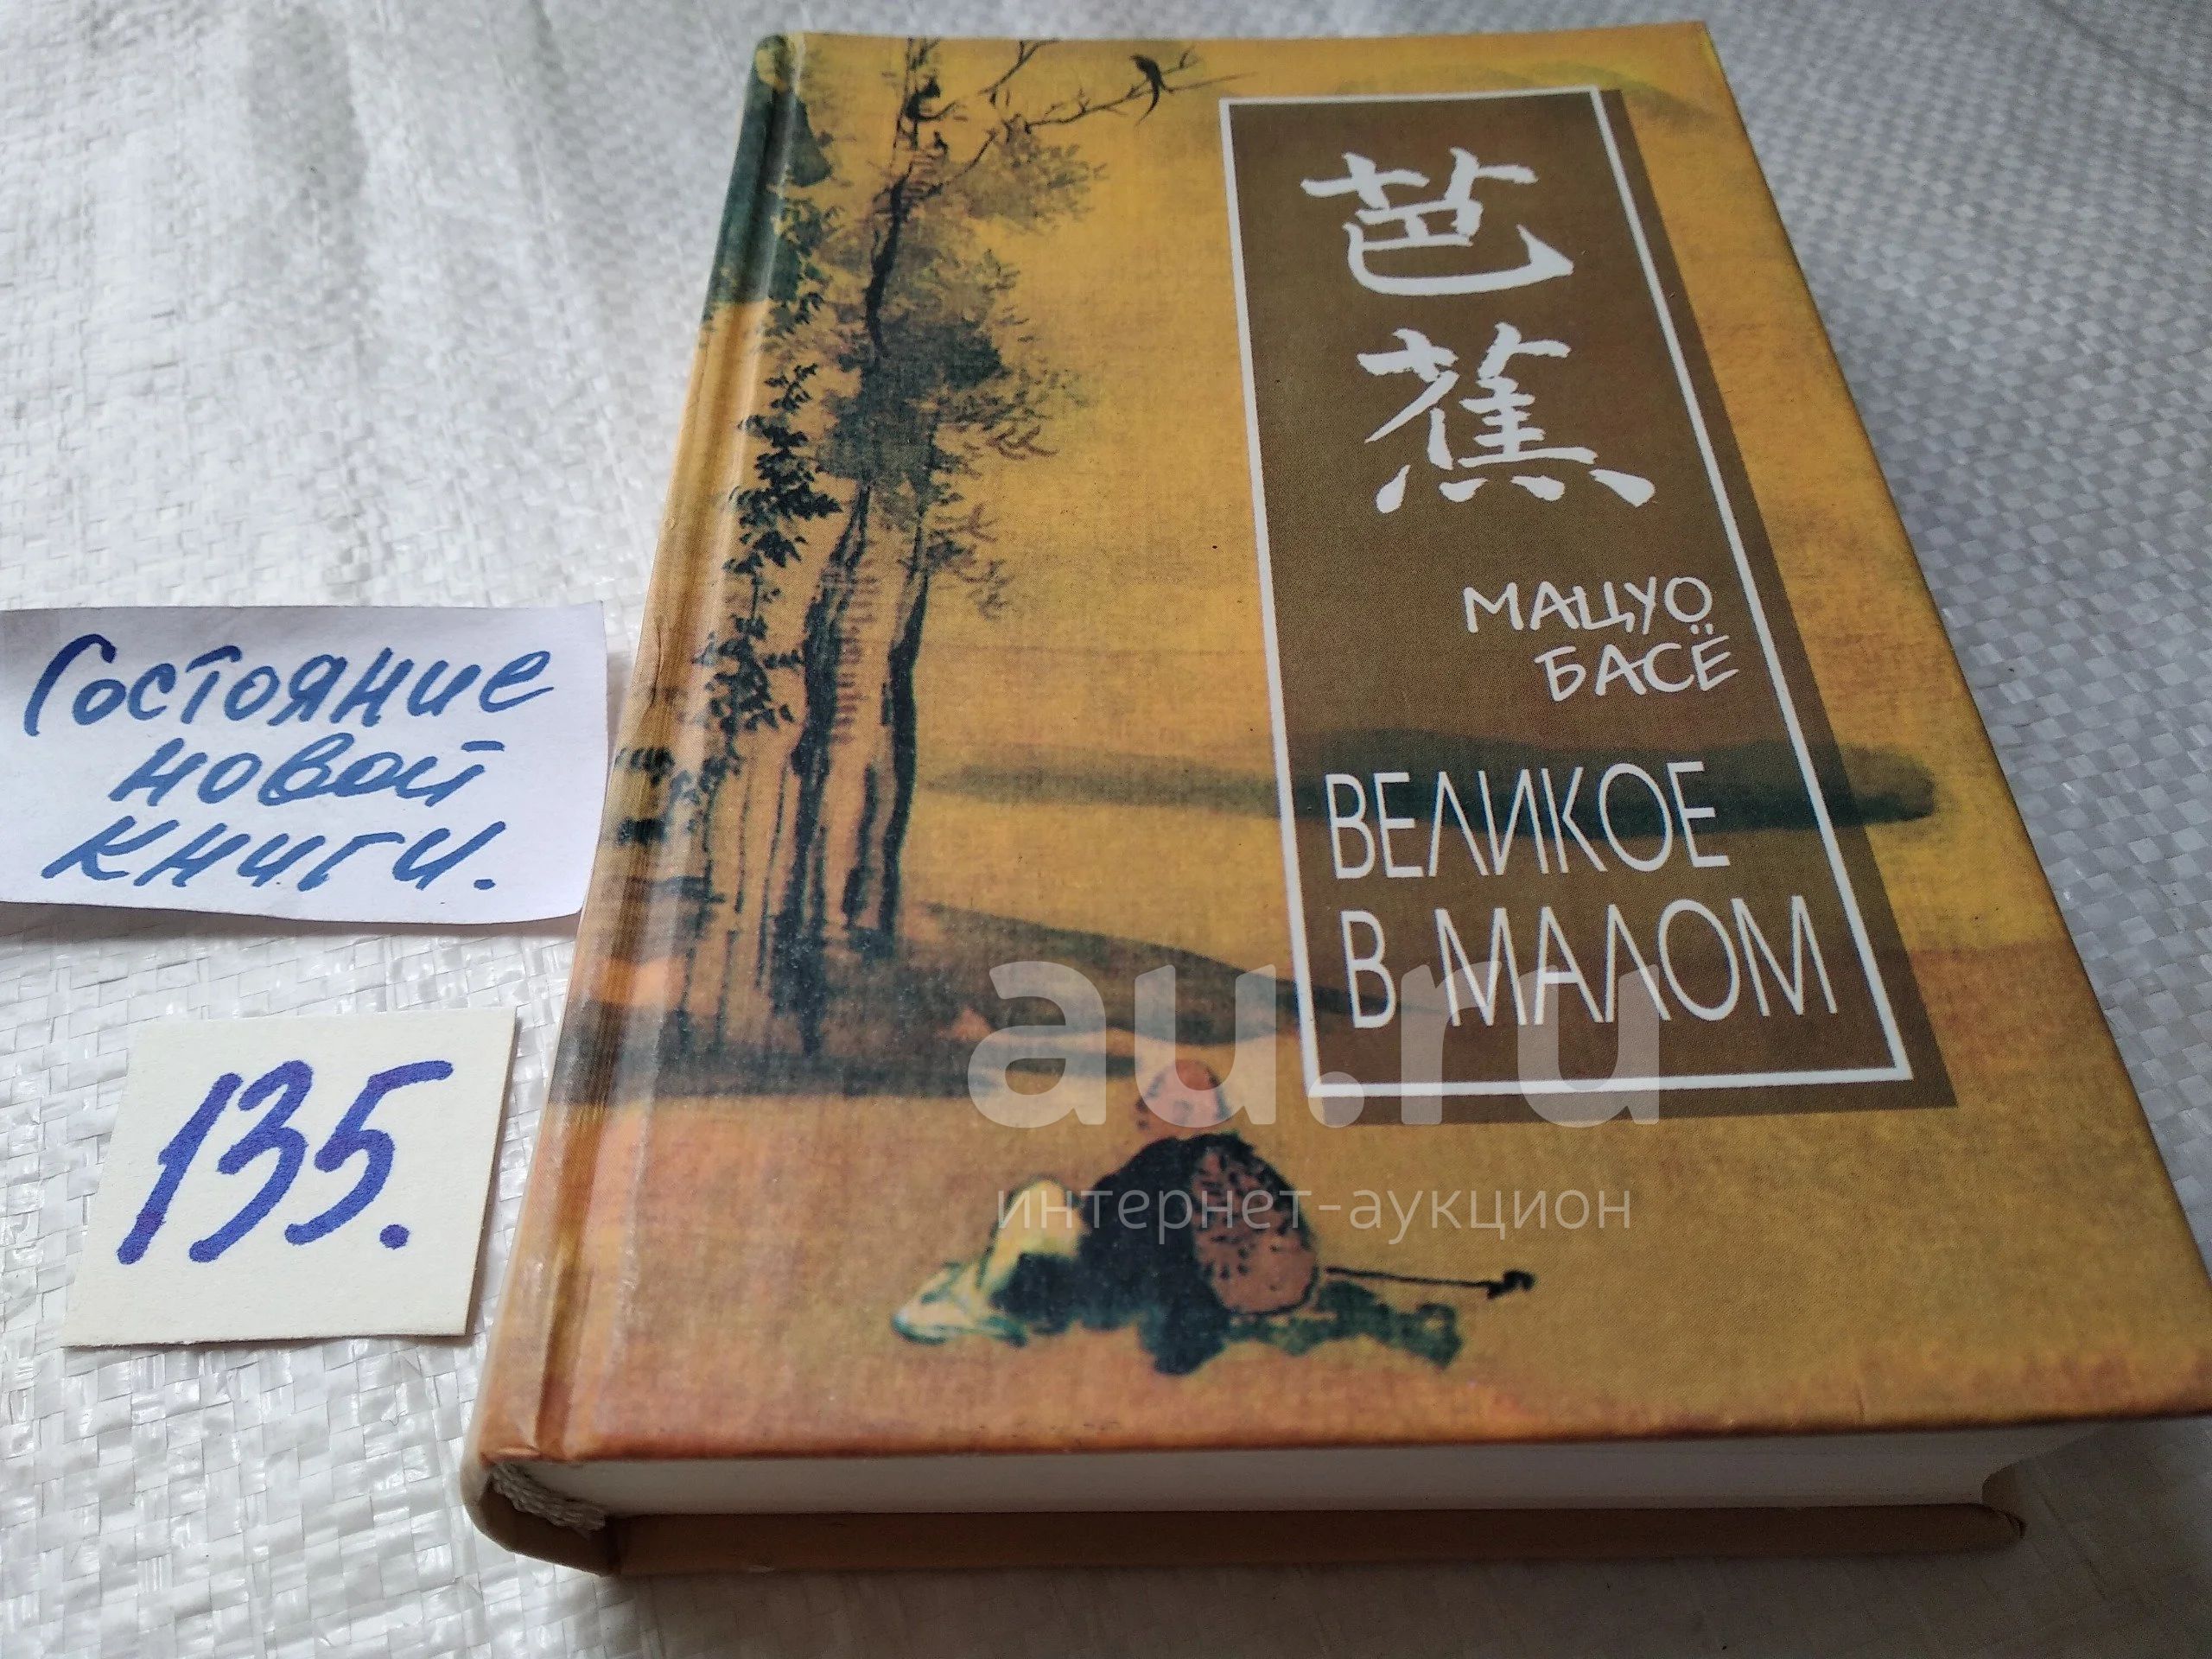 芭
蕉
МАЦУО
БАСЁ
ВЕЛИКОЕ
В МАЛОМ
Состояние
новой
книги.
135.
au.ru
интернет-аукцион